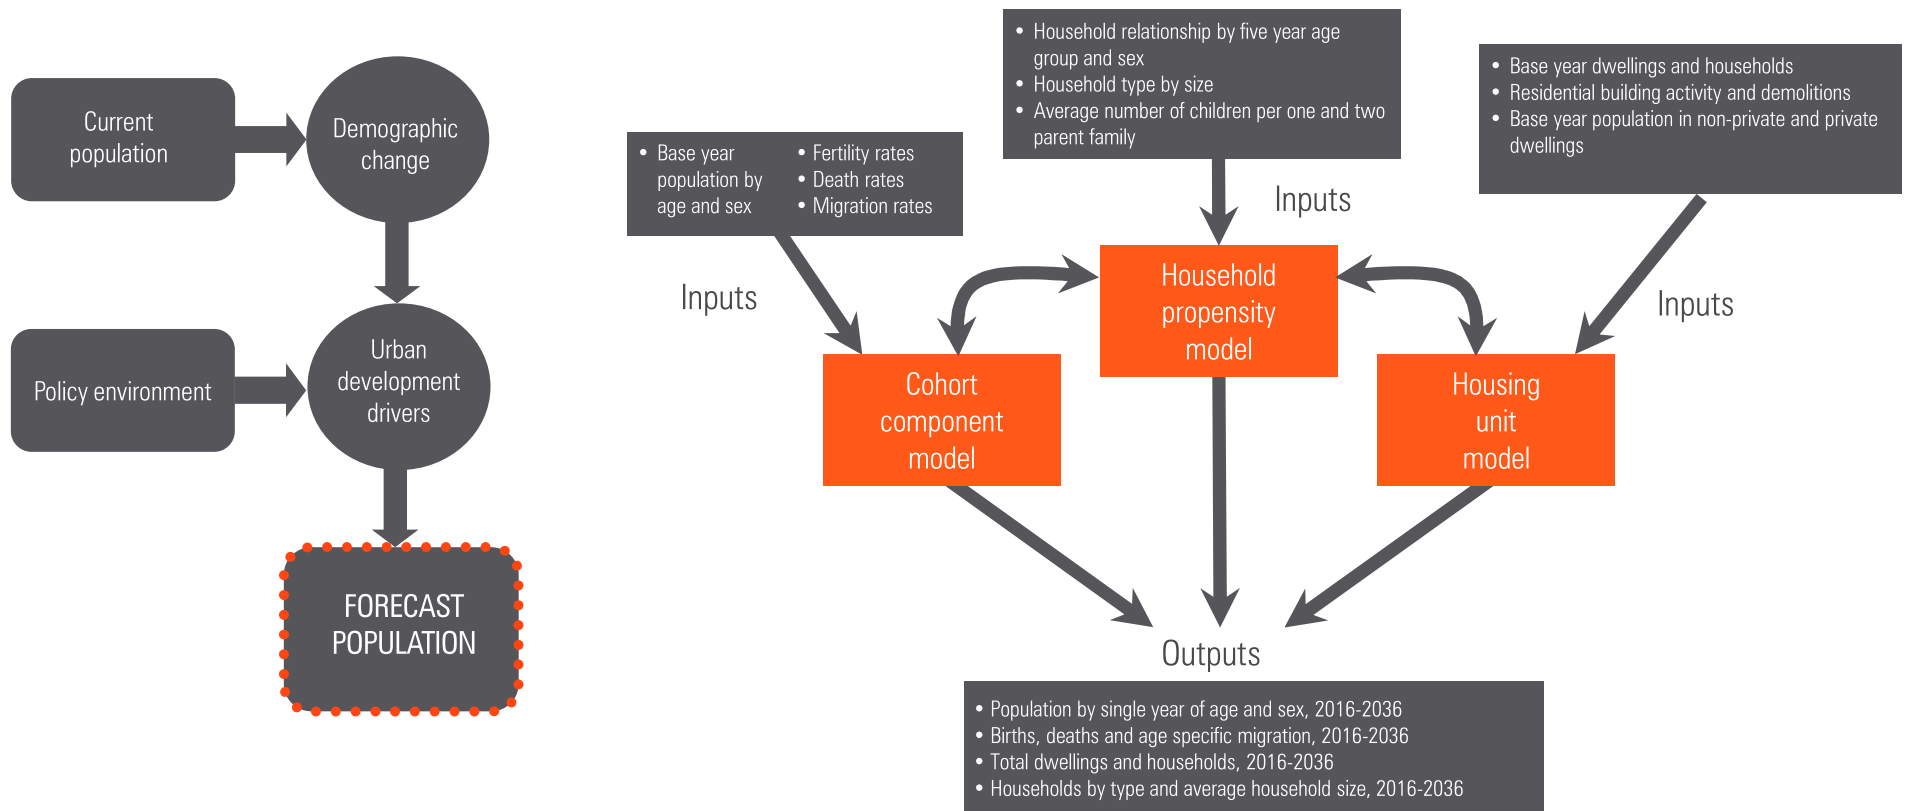 Current
population
Demographic
change
Policy environment
Urban
development
drivers
FORECAST
POPULATION
• Base year
population by
age and sex
• Fertility rates
• Death rates
• Migration rates
Inputs
• Household relationship by five year age
group and sex
• Household type by size
• Average number of children per one and two
parent family
Inputs
• Base year dwellings and households
• Residential building activity and demolitions
• Base year population in non-private and private
dwellings
Inputs
Household
propensity
model
Cohort
component
model
Housing
unit
model
Outputs
• Population by single year of age and sex, 2016-2036
• Births, deaths and age specific migration, 2016-2036
• Total dwellings and households, 2016-2036
• Households by type and average household size, 2016-2036